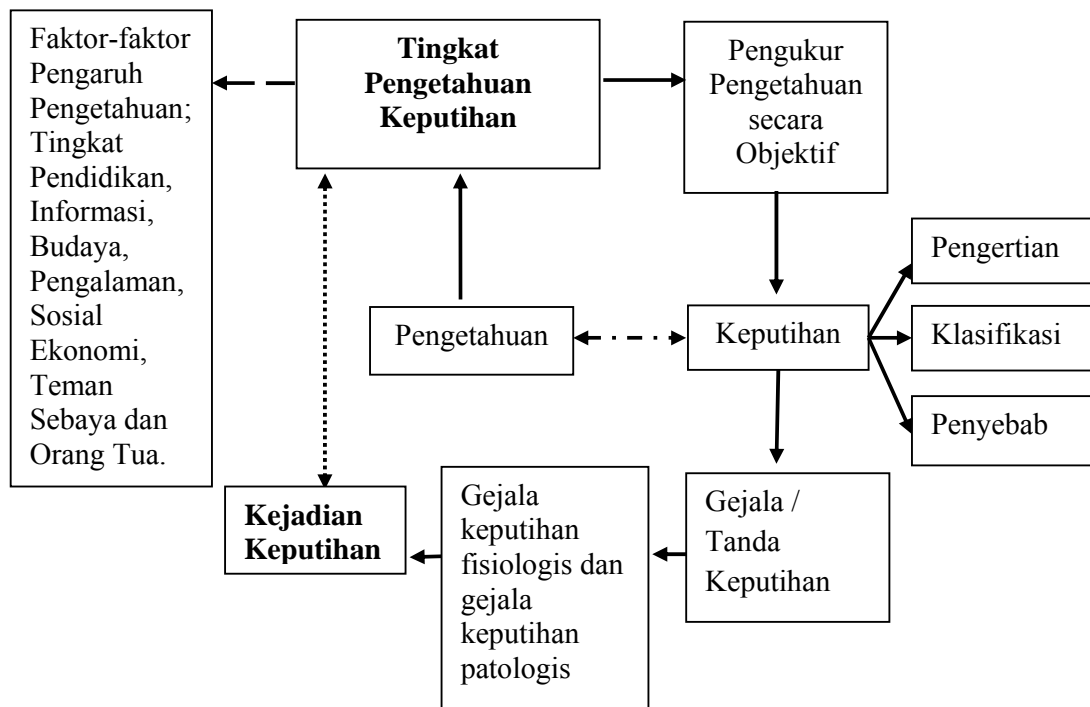 Faktor-faktor
Pengaruh
Pengetahuan;
Tingkat
Pendidikan,
Informasi,
Budaya,
Pengalaman,
Sosial
Ekonomi,
Teman
Sebaya dan
Orang Tua.
Tingkat
Pengetahuan
Keputihan
Pengukur
Pengetahuan
secara
Objektif
Pengetahuan
Keputihan
Pengertian
Klasifikasi
Penyebab
Gejala /
Tanda
Keputihan
Gejala
keputihan
fisiologis dan
gejala
keputihan
patologis
Kejadian
Keputihan